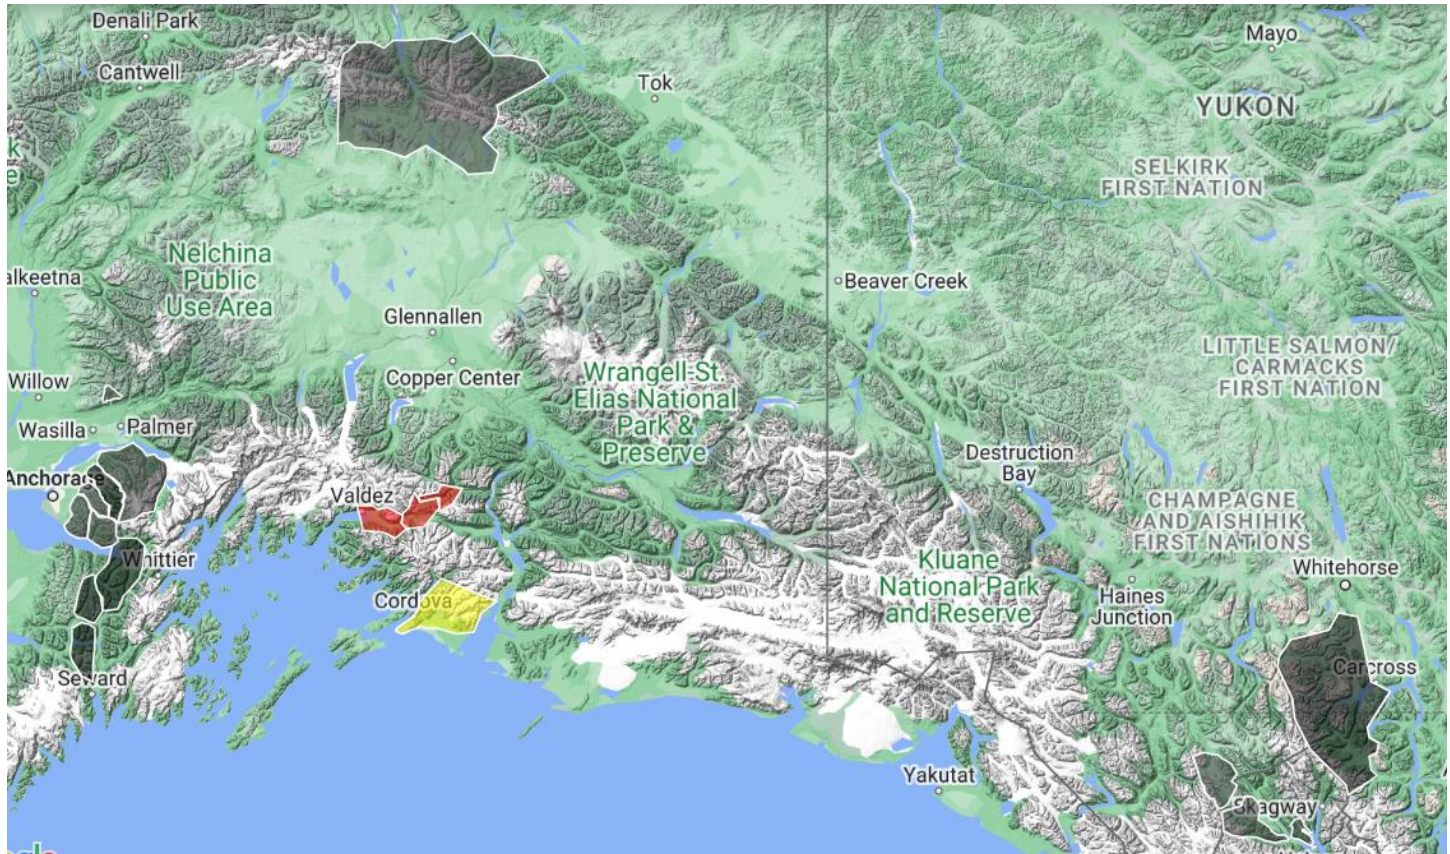 Denali Park
Mayo
Cantwell
Tok
YUKON
SELKIRK
FIRST NATION
k
e
Nelchina
Public
Use Area
alkeetna
Beaver Creek
Glennallen
LITTLE SALMON/
CARMACKS
FIRST NATION
Willow
Copper Center
Wrangell-St.
Elias National
Park &
Preserve
Wasilla
Palmer
Destruction
Bay
Anchorage
Valdez
CHAMPAGNE
AND AISHIHIK
FIRST NATIONS
Whittier
Kluane
National Park
and Reserve
Whitehorse
Cordova
Haines
Junction
Seward
Carcross
Yakutat
Skagway